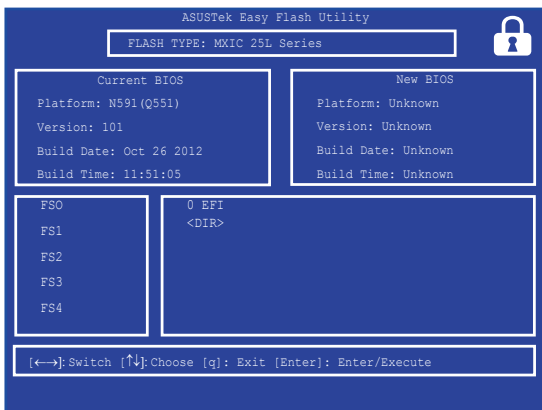 ASUSTek Easy Flash Utility
FLASH TYPE: MXIC 25L Series
Current BIOS
Platform: N591(Q551)
Version: 101
Build Date: Oct 26 2012
Build Time: 11:51:05
New BIOS
Platform: Unknown
Version: Unknown
Build Date: Unknown
Build Time: Unknown
FSO
FS1
FS2
FS3
FS4
0 EFI
<DIR>
[←→]: Switch [↑↓]: Choose [q]: Exit [Enter]: Enter/Execute